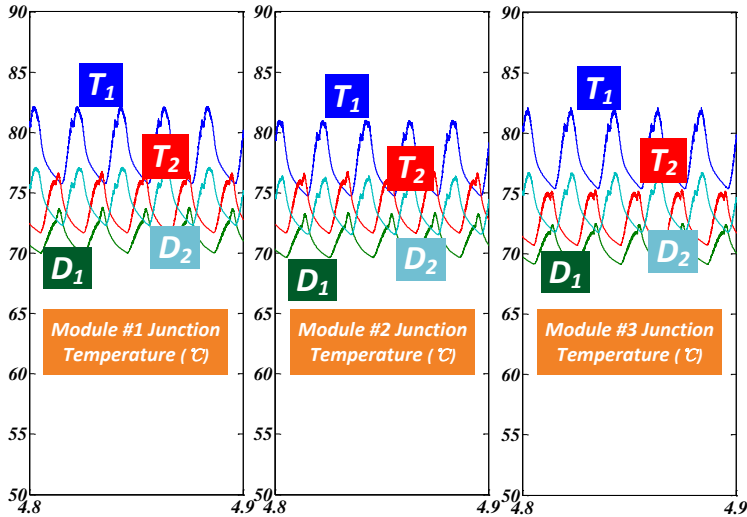 90
85
80
75
70
65
60
55
50
4.8
4.9
T1
T2
D1
D2
Module #1 Junction
Temperature (℃)
90
85
80
75
70
65
60
55
50
4.8
4.9
T1
T2
D1
D2
Module #2 Junction
Temperature (℃)
90
85
80
75
70
65
60
55
50
4.8
4.9
T1
T2
D1
D2
Module #3 Junction
Temperature (℃)